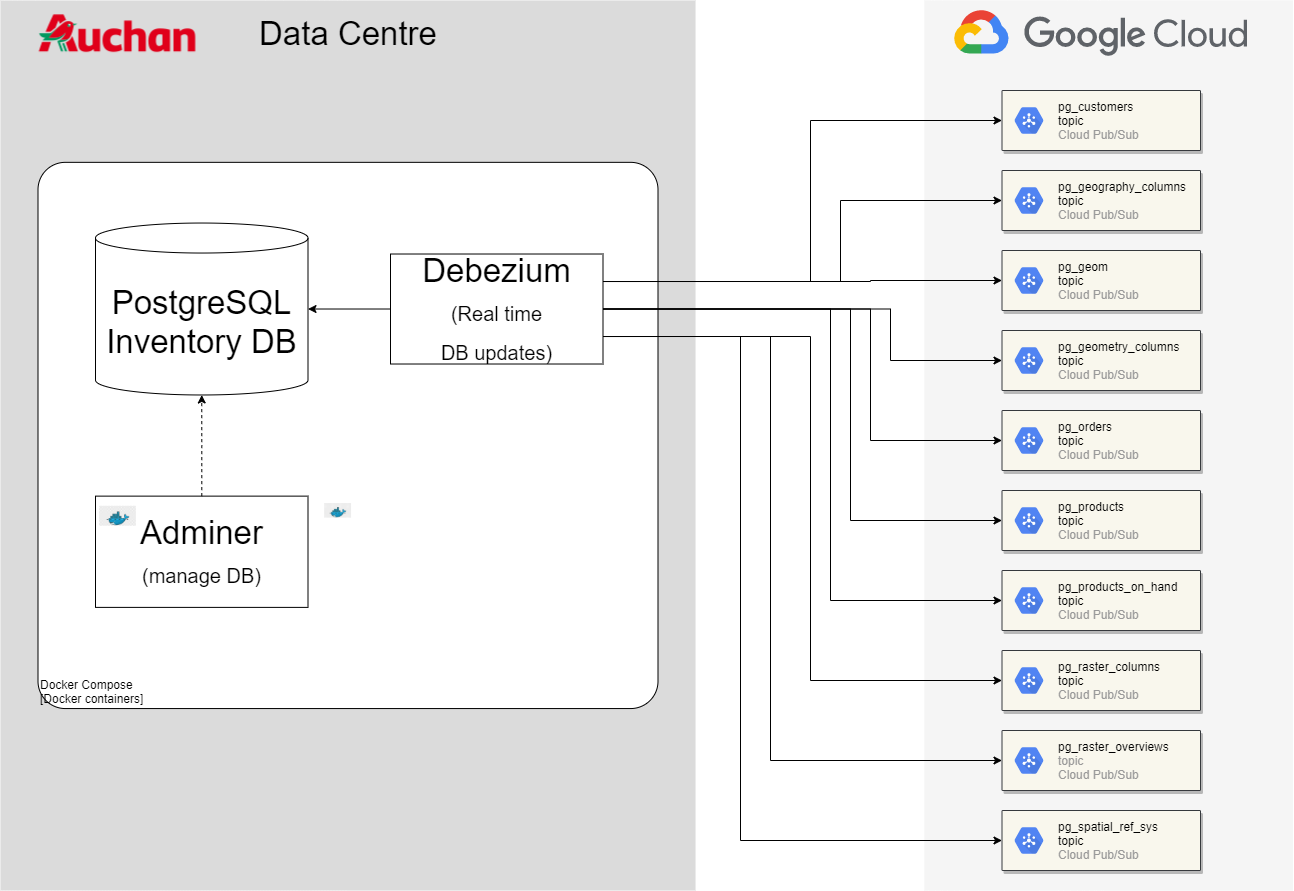 Auchan
Data Centre
Google Cloud
PostgreSQL
Inventory DB
Debezium
(Real time
DB updates)
Adminer
(manage DB)
Docker Compose
[Docker containers]
pg_customers
topic
Cloud Pub/Sub
pg_geography_columns
topic
Cloud Pub/Sub
pg_geom
topic
Cloud Pub/Sub
pg_geometry_columns
topic
Cloud Pub/Sub
pg_orders
topic
Cloud Pub/Sub
pg_products
topic
Cloud Pub/Sub
pg_products_on_hand
topic
Cloud Pub/Sub
pg_raster_columns
topic
Cloud Pub/Sub
pg_raster_overviews
topic
Cloud Pub/Sub
pg_spatial_ref_sys
topic
Cloud Pub/Sub